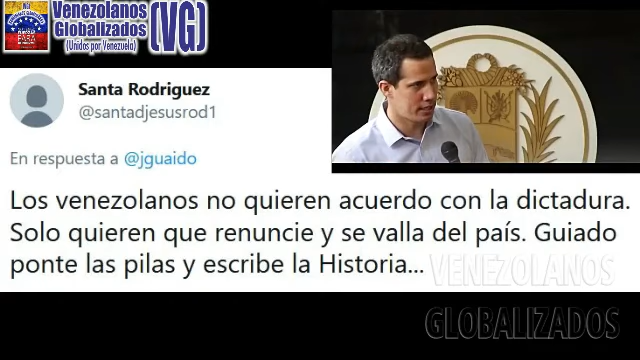 Venezolanos
Globalizados
(Unidos por Venezuela)
(VG)
Santa Rodriguez
@santadjesusrod1
En respuesta a @jguaido
Los venezolanos no quieren acuerdo con la dictadura.
Solo quieren que renuncie y se valla del país. Guiado
ponte las pilas y escribe la Historia...
VENEZOLANOS
GLOBALIZADOS